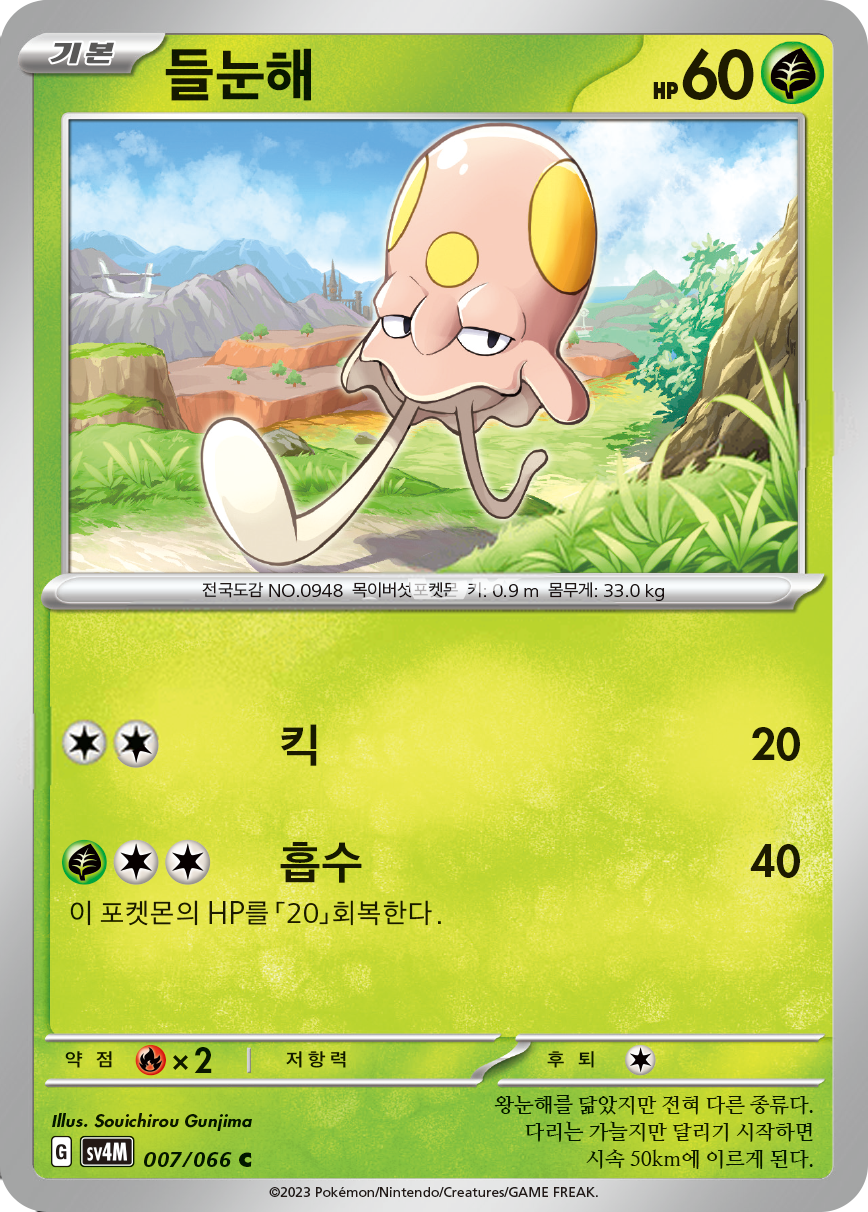 기본 들눈해 HP 60
전국도감 NO.0948 목이버섯포켓몬 키: 0.9 m 몸무게: 33.0 kg
킥 20
흡수 40
이 포켓몬의 HP를 「20」 회복한다.
약점 ×2 저항력 후퇴
왕눈해를 닮았지만 전혀 다른 종류다.
다리는 가늘지만 달리기 시작하면
시속 50km에 이르게 된다.
Illus. Souichirou Gunjima
G SV4M 007/066 C
©2023 Pokémon/Nintendo/Creatures/GAME FREAK.